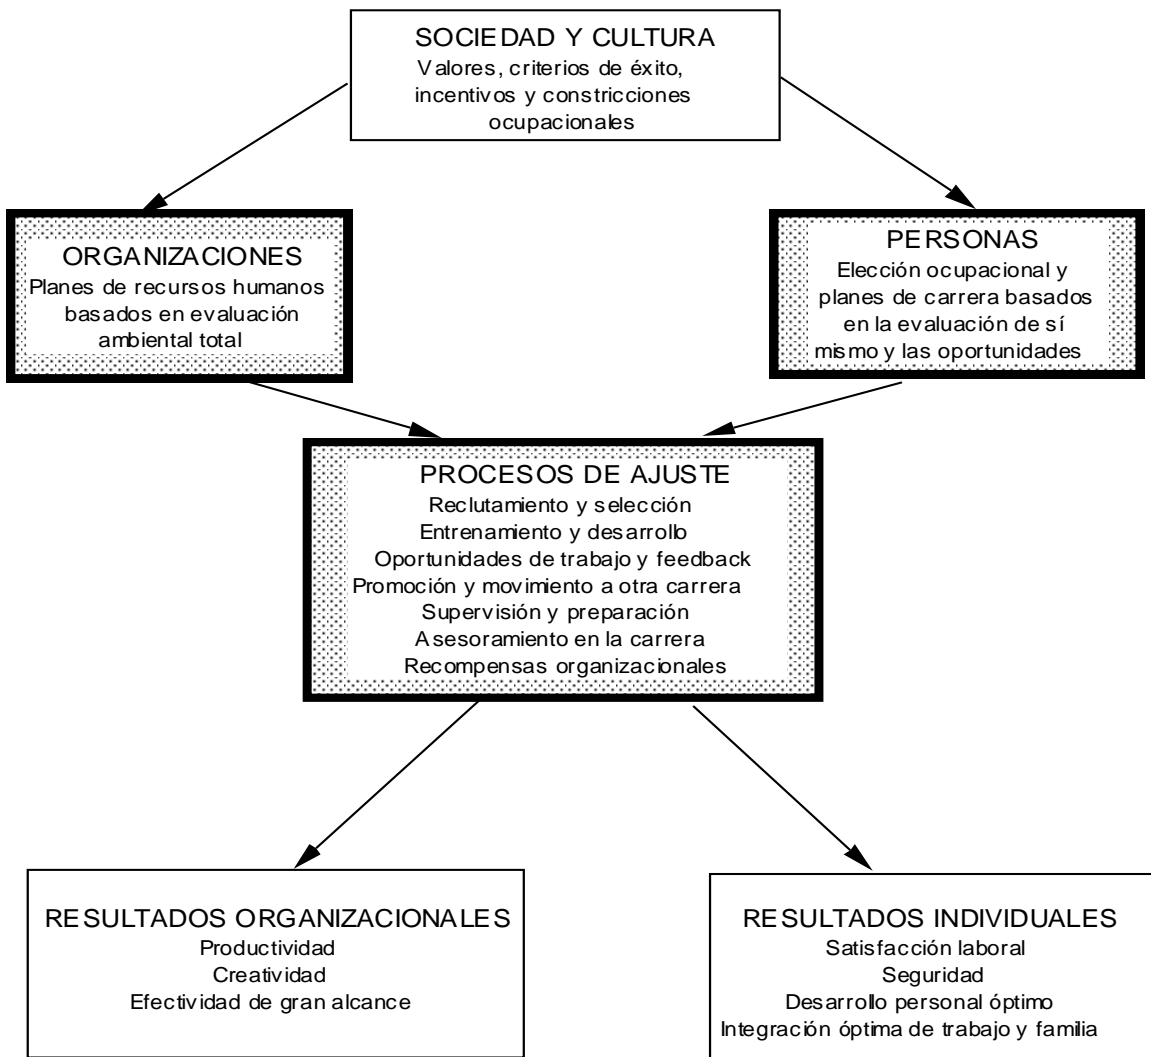 SOCIEDAD Y CULTURA
Valores, criterios de éxito,
incentivos y constricciones
ocupacionales
ORGANIZACIONES
Planes de recursos humanos
basados en evaluación
ambiental total
PERSONAS
Elección ocupacional y
planes de carrera basados
en la evaluación de sí
mismo y las oportunidades
PROCESOS DE AJUSTE
Reclutamiento y selección
Entrenamiento y desarrollo
Oportunidades de trabajo y feedback
Promoción y movimiento a otra carrera
Supervisión y preparación
Asesoramiento en la carrera
Recompensas organizacionales
RESULTADOS ORGANIZACIONALES
Productividad
Creatividad
Efectividad de gran alcance
RESULTADOS INDIVIDUALES
Satisfacción laboral
Seguridad
Desarrollo personal óptimo
Integración óptima de trabajo y familia